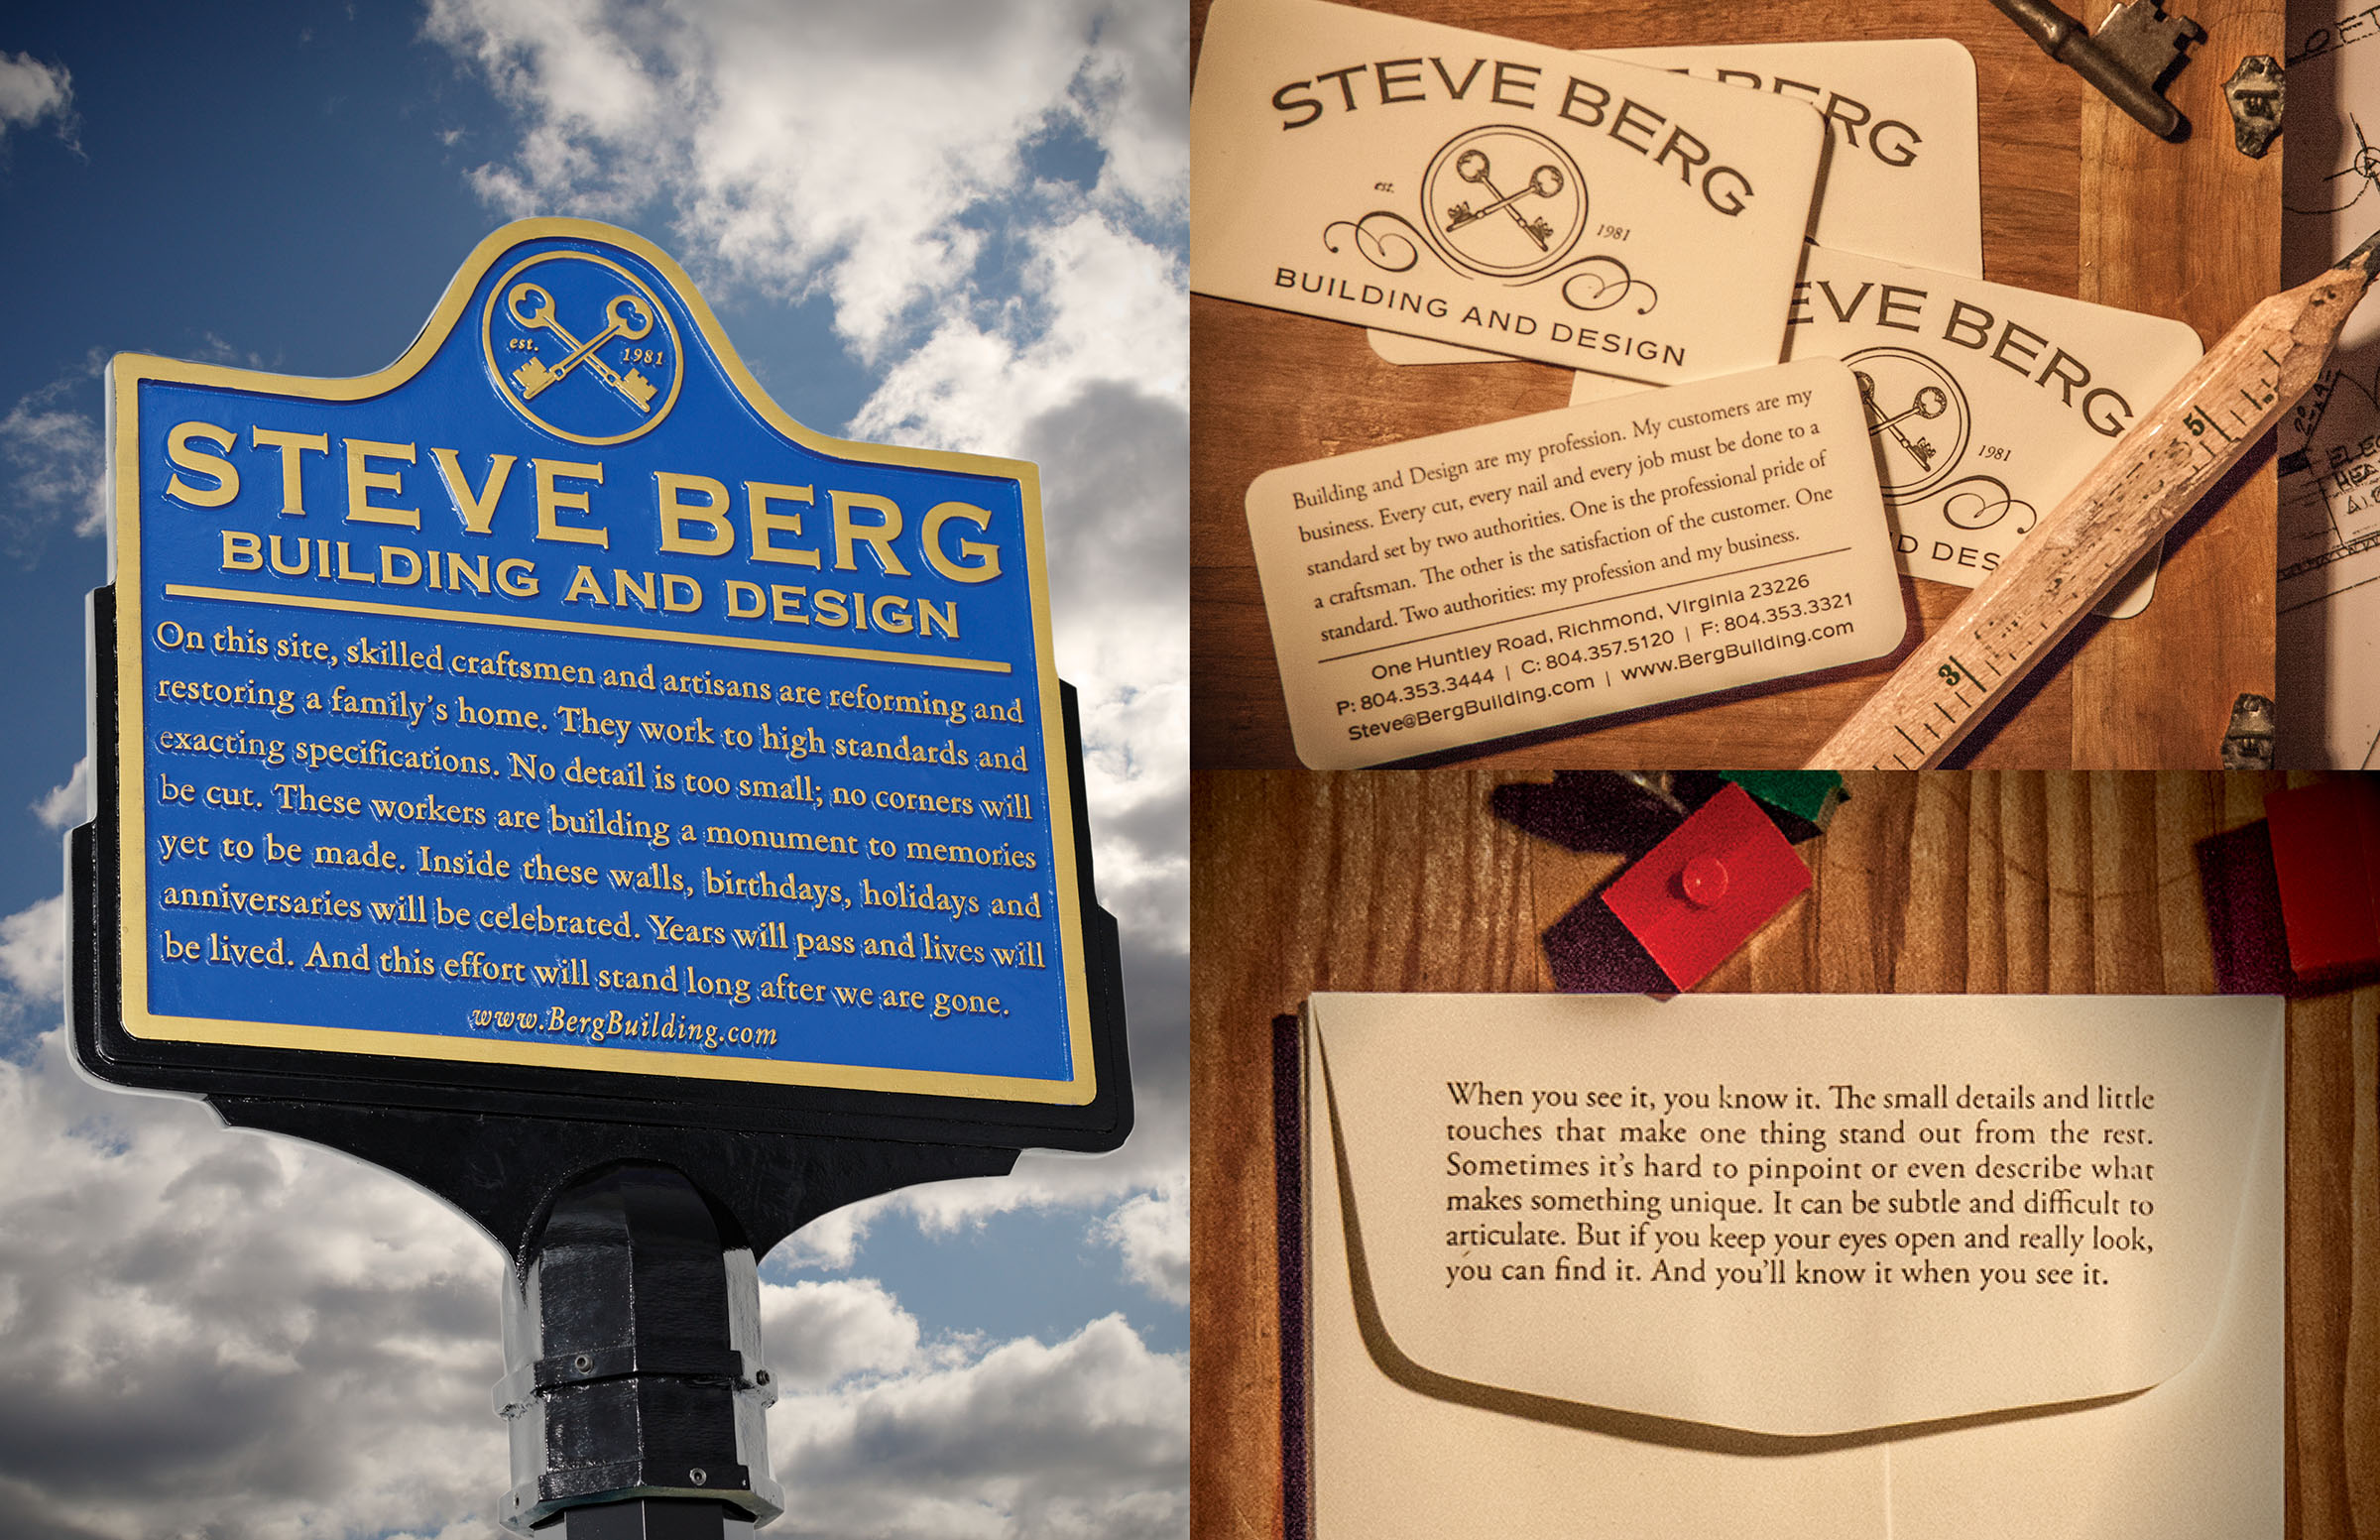 est.
1981
STEVE BERG
BUILDING AND DESIGN
On this site, skilled craftsmen and artisans are reforming and
restoring a family's home. They work to high standards and
exacting specifications. No detail is too small; no corners will
be cut. These workers are building a monument to memories
yet to be made. Inside these walls, birthdays, holidays and
anniversaries will be celebrated. Years will pass and lives will
be lived. And this effort will stand long after we are gone.
www.BergBuilding.com
STEVE BERG
est.
1981
BUILDING AND DESIGN
BERG
EVE BERG
1981
D DES
Building and Design are my profession. My customers are my
business. Every cut, every nail and every job must be done to a
standard set by two authorities. One is the professional pride of
a craftsman. The other is the satisfaction of the customer. One
standard. Two authorities: my profession and my business.
One Huntley Road, Richmond, Virginia 23226
P: 804.353.3444 | C: 804.357.5120 | F: 804.353.3321
Steve@BergBuilding.com | www.BergBuilding.com
5
3
When you see it, you know it. The small details and little
touches that make one thing stand out from the rest.
Sometimes it's hard to pinpoint or even describe what
makes something unique. It can be subtle and difficult to
articulate. But if you keep your eyes open and really look,
you can find it. And you'll know it when you see it.